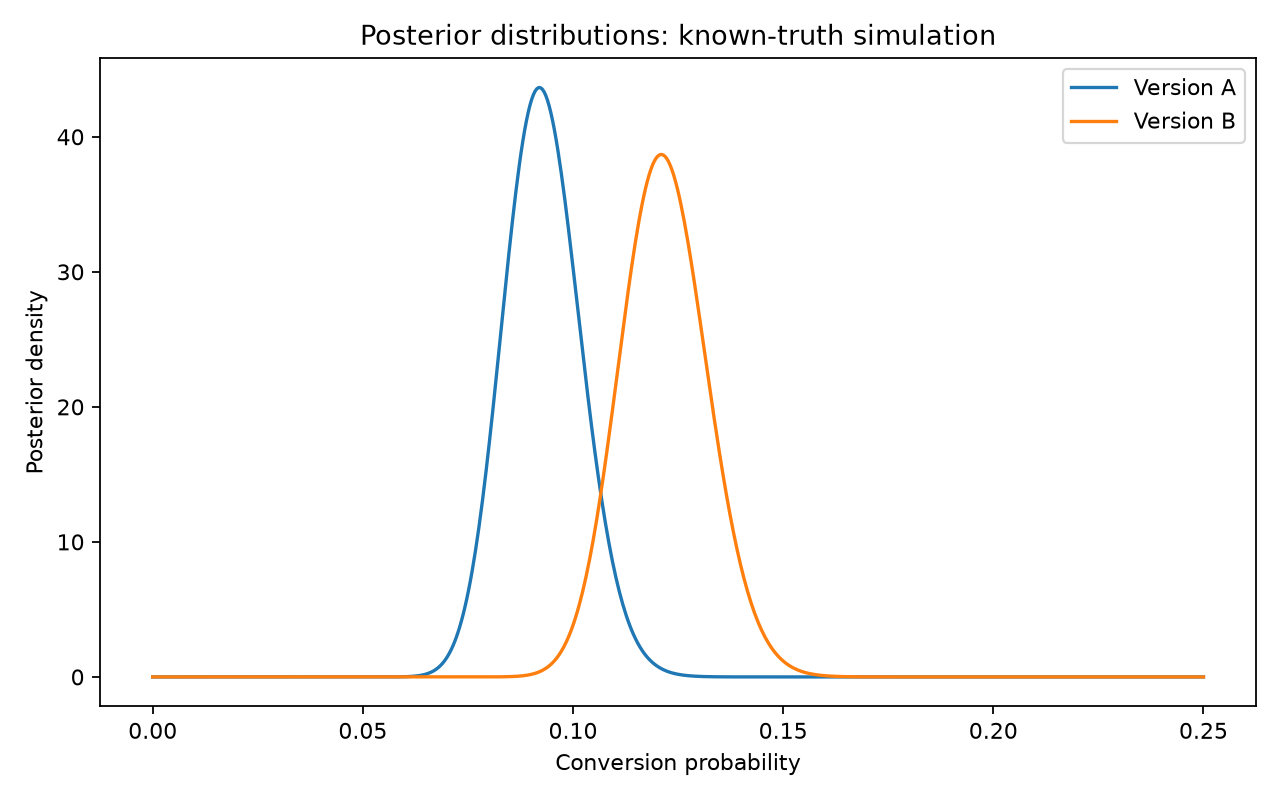 Posterior distributions: known-truth simulation
Version A
Version B
40
30
20
10
0
Posterior density
0.00 0.05 0.10 0.15 0.20 0.25
Conversion probability